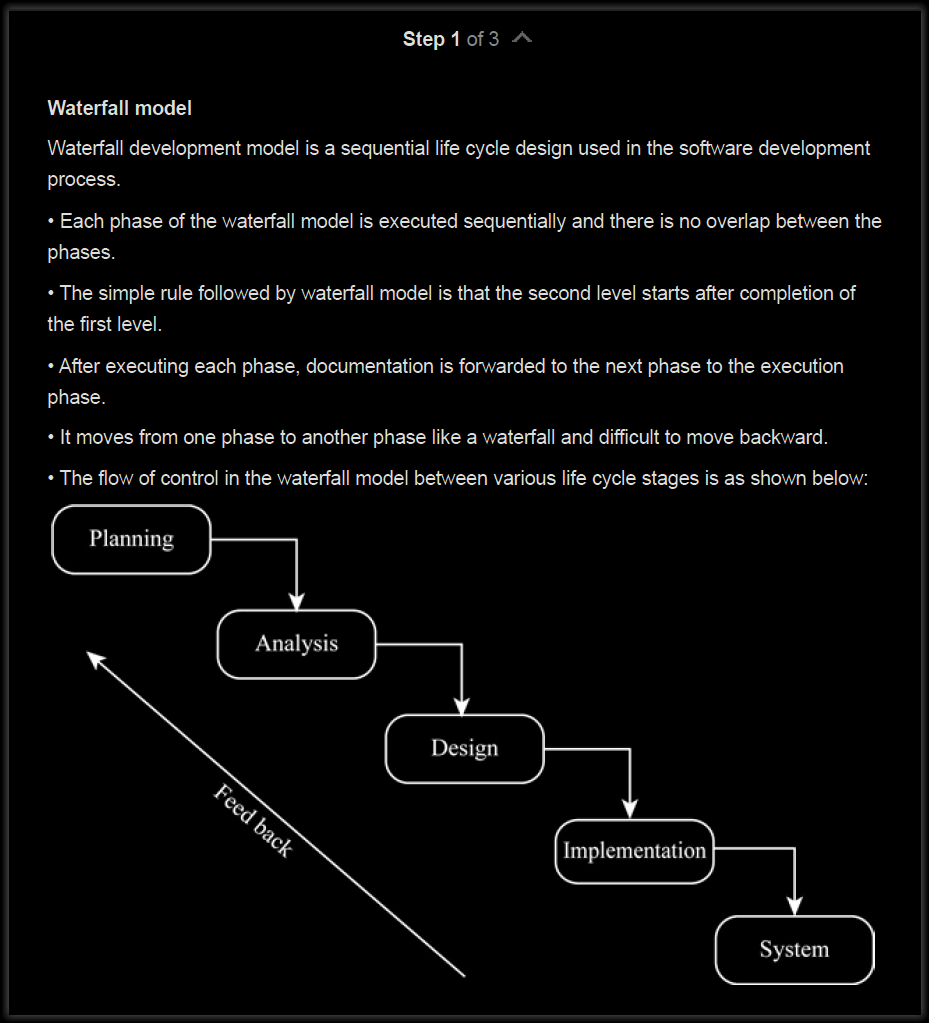 Step 1 of 3
Waterfall model
Waterfall development model is a sequential life cycle design used in the software development
process.
• Each phase of the waterfall model is executed sequentially and there is no overlap between the
phases.
• The simple rule followed by waterfall model is that the second level starts after completion of
the first level.
• After executing each phase, documentation is forwarded to the next phase to the execution
phase.
• It moves from one phase to another phase like a waterfall and difficult to move backward.
• The flow of control in the waterfall model between various life cycle stages is as shown below:
Planning
Analysis
Design
Feed back
Implementation
System